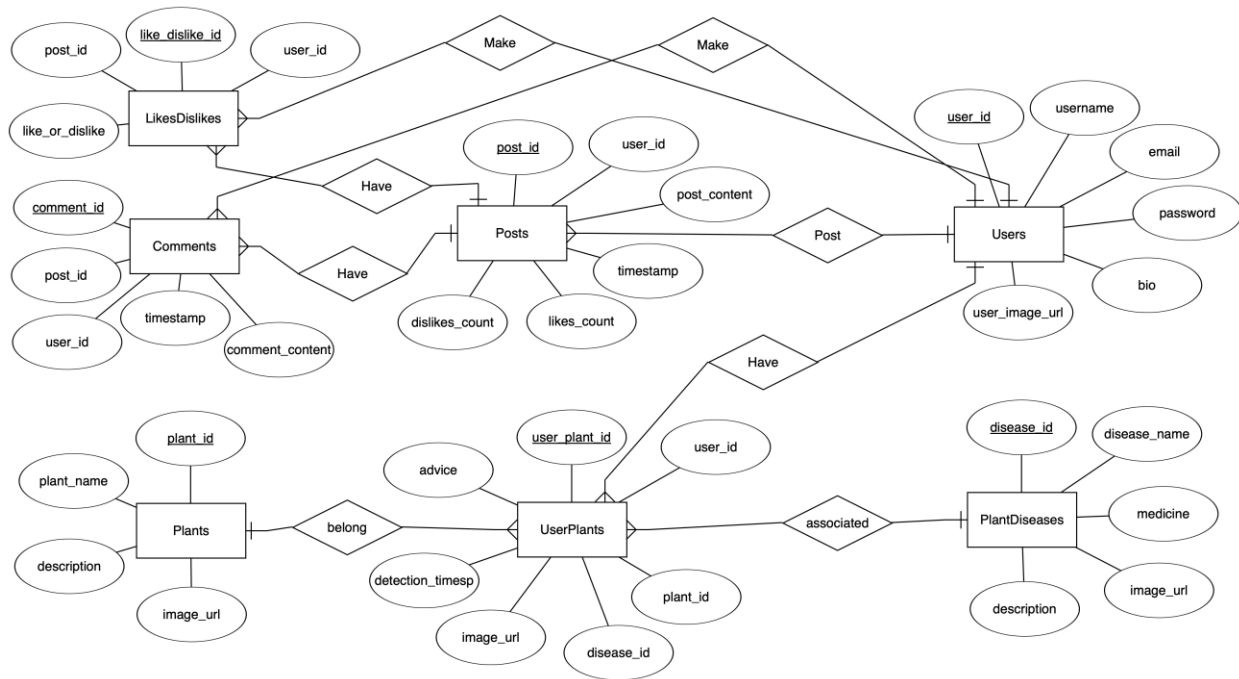 like_dislike_id
post_id
user_id
Make
Make
LikesDislikes
like_or_dislike
user_id
username
email
post_id
user_id
Have
post_content
password
comment_id
Comments
Posts
Post
Users
post_id
Have
timestamp
bio
timestamp
user_id
comment_content
dislikes_count
likes_count
user_image_url
Have
plant_id
user_plant_id
user_id
disease_id
disease_name
plant_name
advice
Plants
belong
UserPlants
associated
PlantDiseases
medicine
description
detection_timesp
plant_id
image_url
image_url
image_url
disease_id
description